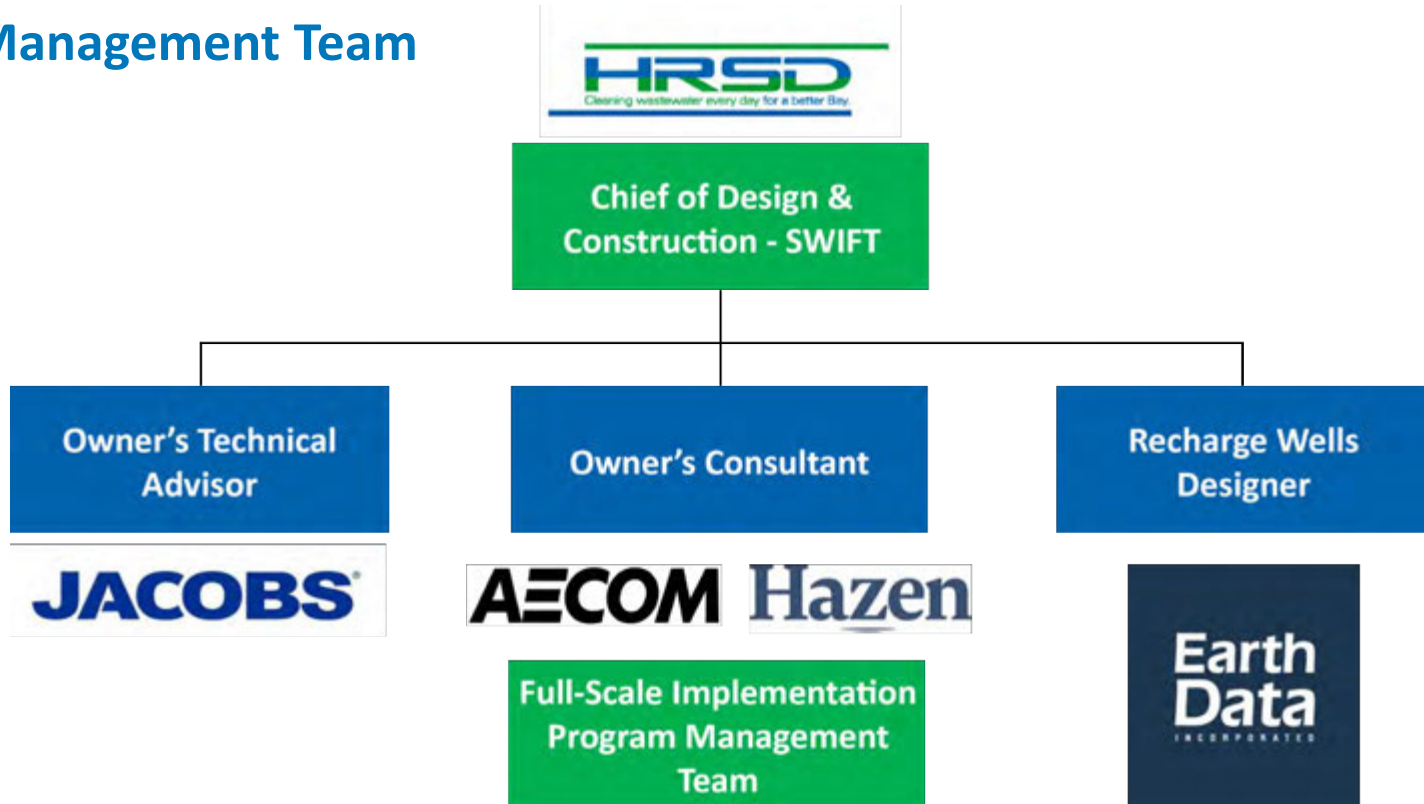 Management Team
HRSD
Cleaning wastewater every day for a better Bay.
Chief of Design &
Construction - SWIFT
Owner's Technical
Advisor
Owner's Consultant
Recharge Wells
Designer
JACOBS®
AECOM
Hazen
Earth
Data
INCORPORATED
Full-Scale Implementation
Program Management
Team